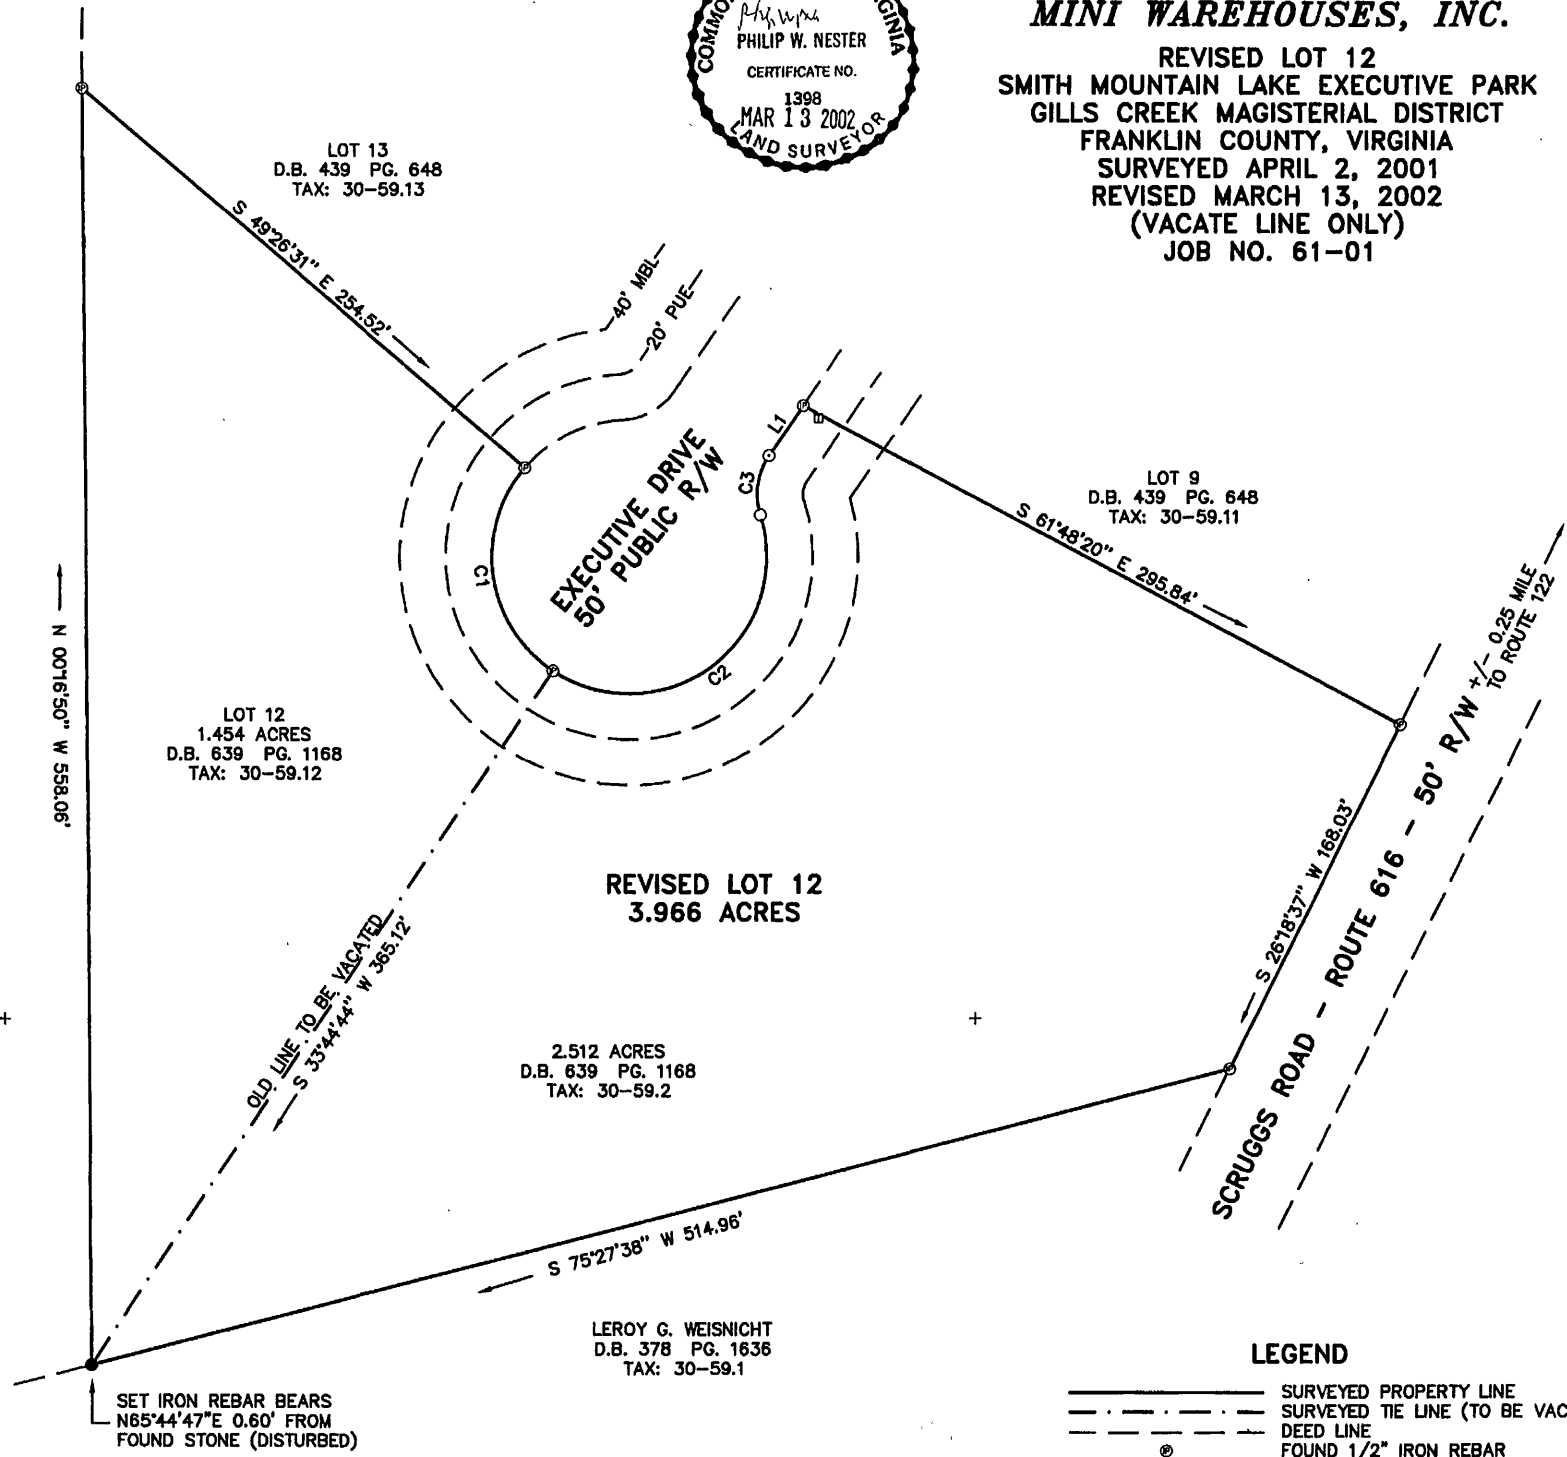 MINI WAREHOUSES, INC.
REVISED LOT 12
SMITH MOUNTAIN LAKE EXECUTIVE PARK
GILLS CREEK MAGISTERIAL DISTRICT
FRANKLIN COUNTY, VIRGINIA
SURVEYED APRIL 2, 2001
REVISED MARCH 13, 2002
(VACATE LINE ONLY)
JOB NO. 61-01
PHILIP W. NESTER
CERTIFICATE NO.
1398
MAR 13 2002
LAND SURVEYOR
LOT 13
D.B. 439 PG. 648
TAX: 30-59.13
S 49°26'31" E 254.52'
40' MBL
20' PUE
EXECUTIVE DRIVE
50' PUBLIC R/W
L1
C3
C1
C2
LOT 9
D.B. 439 PG. 648
TAX: 30-59.11
S 61°48'20" E 295.84'
+/- 0.25 MILE
TO ROUTE 122
N 00°16'50" W 558.06'
LOT 12
1.454 ACRES
D.B. 639 PG. 1168
TAX: 30-59.12
REVISED LOT 12
3.966 ACRES
S 26°18'37" W 168.03'
SCRUGGS ROAD - ROUTE 616 - 50' R/W
OLD LINE TO BE VACATED
S 33°44'44" W 365.12'
2.512 ACRES
D.B. 639 PG. 1168
TAX: 30-59.2
S 75°27'38" W 514.96'
LEROY G. WEISNICHT
D.B. 378 PG. 1636
TAX: 30-59.1
SET IRON REBAR BEARS
N65°44'47"E 0.60' FROM
FOUND STONE (DISTURBED)
LEGEND
SURVEYED PROPERTY LINE
SURVEYED TIE LINE (TO BE VAC
DEED LINE
FOUND 1/2" IRON REBAR